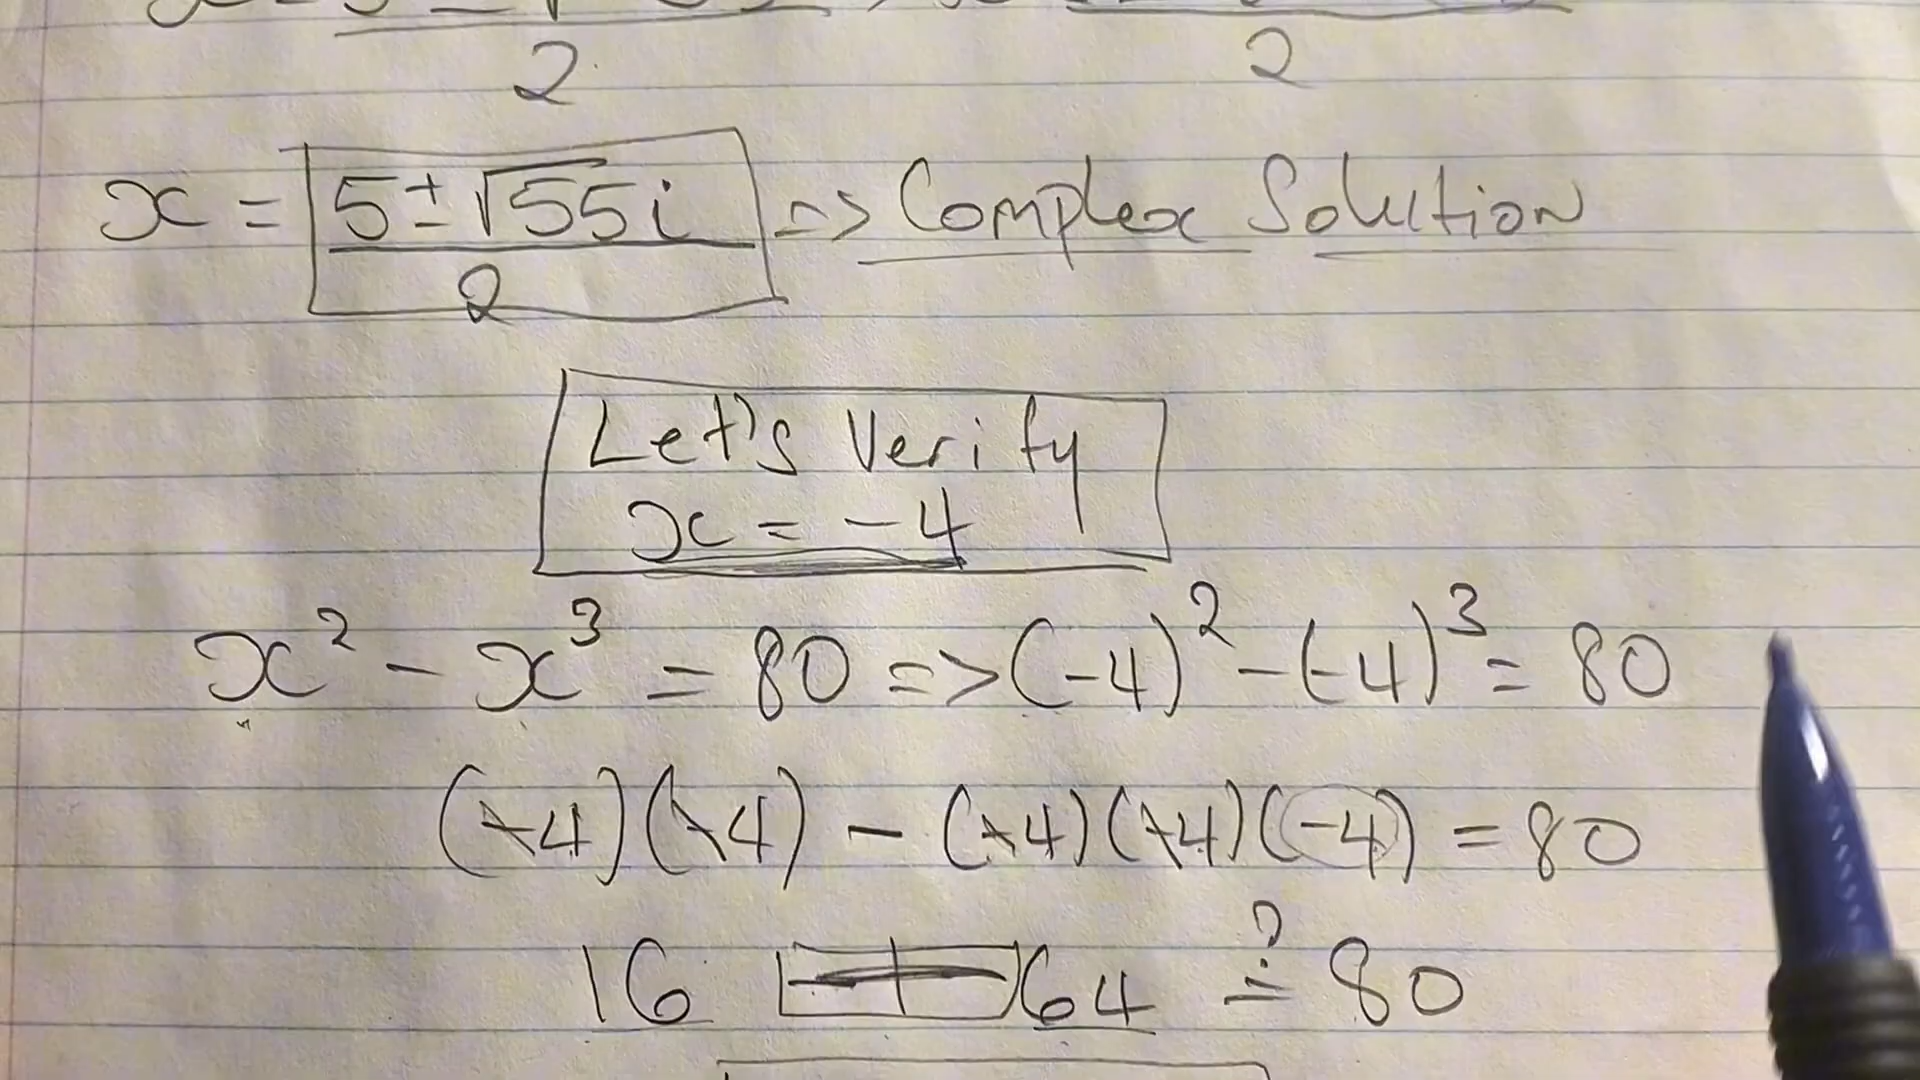 2 2
x = 5 ± √55i / 2 => Complex Solution
Let's Verify
x = -4
x² - x³ = 80 => (-4)² - (-4)³ = 80
(-4)(-4) - (-4)(-4)(-4) = 80
16 + 64 ≟ 80